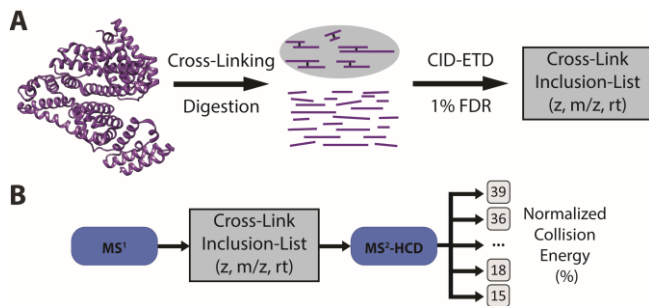 A
Cross-Linking
Digestion
CID-ETD
1% FDR
Cross-Link
Inclusion-List
(z, m/z, rt)
B
MS¹
Cross-Link
Inclusion-List
(z, m/z, rt)
MS²-HCD
39
36
...
18
15
Normalized
Collision
Energy
(%)